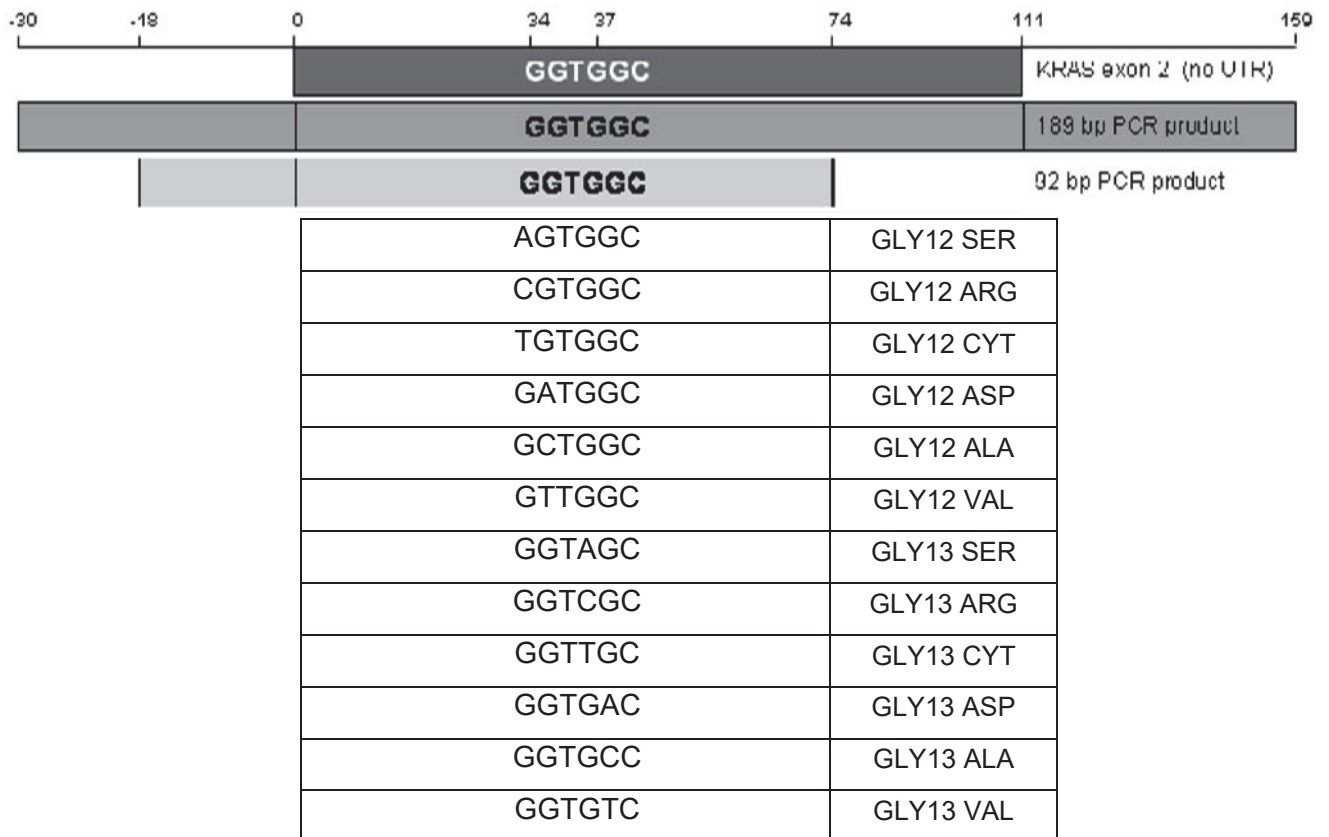 -30 -18 0 34 37 74 111 159
GGTGGC KRAS exon 2 (no UTR)
GGTGGC 189 bp PCR product
GGTGGC 92 bp PCR product
AGTGGC GLY12 SER
CGTGGC GLY12 ARG
TGTGGC GLY12 CYT
GATGGC GLY12 ASP
GCTGGC GLY12 ALA
GTTGGC GLY12 VAL
GGTAGC GLY13 SER
GGTCGC GLY13 ARG
GGTTGC GLY13 CYT
GGTGAC GLY13 ASP
GGTGCC GLY13 ALA
GGTGTC GLY13 VAL